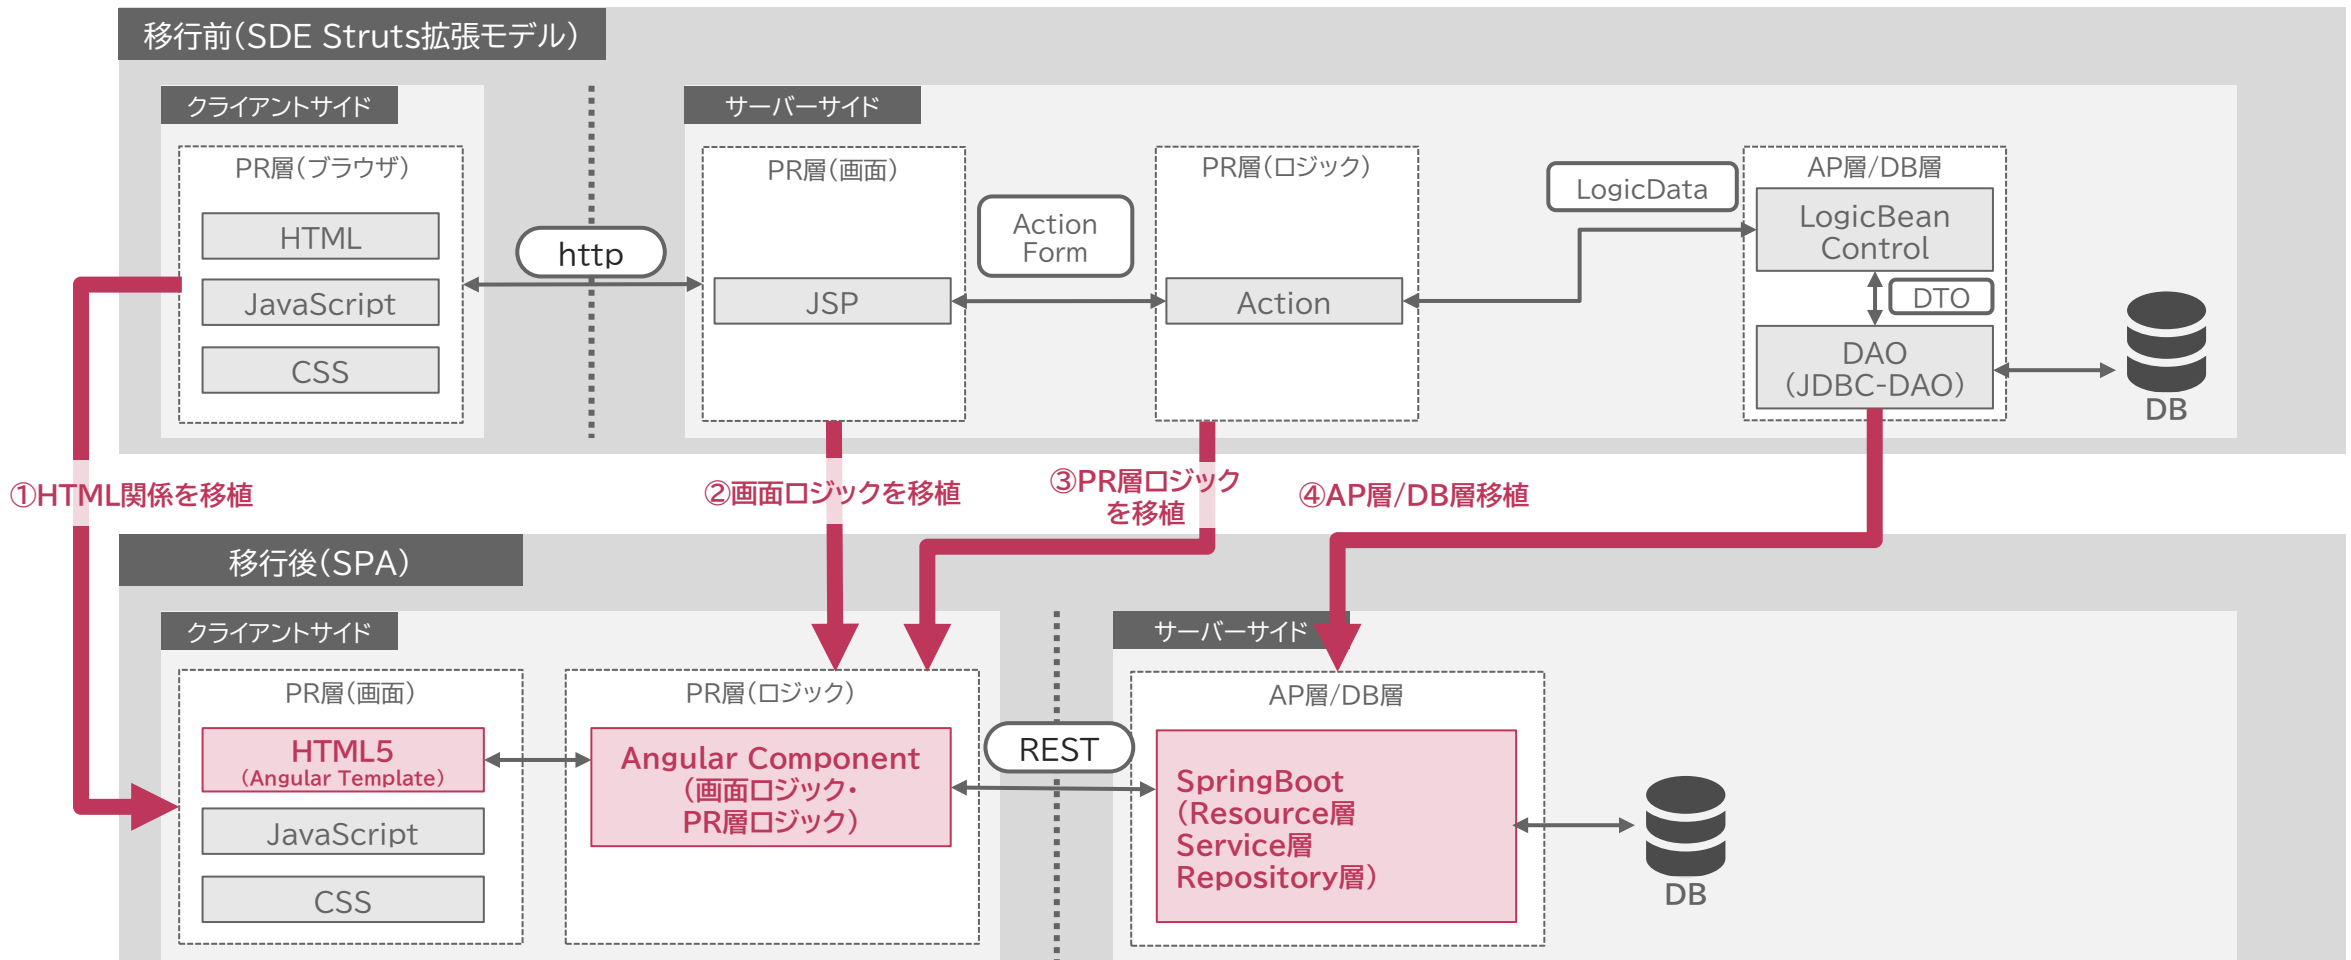 移行前(SDE Struts拡張モデル)
クライアントサイド
サーバーサイド
PR層(ブラウザ)
HTML
JavaScript
CSS
http
PR層(画面)
JSP
Action
Form
PR層(ロジック)
Action
LogicData
AP層/DB層
LogicBean
Control
DTO
DAO
(JDBC-DAO)
DB
①HTML関係を移植
②画面ロジックを移植
③PR層ロジック
を移植
④AP層/DB層移植
移行後(SPA)
クライアントサイド
サーバーサイド
PR層(画面)
HTML5
(Angular Template)
JavaScript
CSS
PR層(ロジック)
Angular Component
(画面ロジック・
PR層ロジック)
REST
AP層/DB層
SpringBoot
(Resource層
Service層
Repository層)
DB